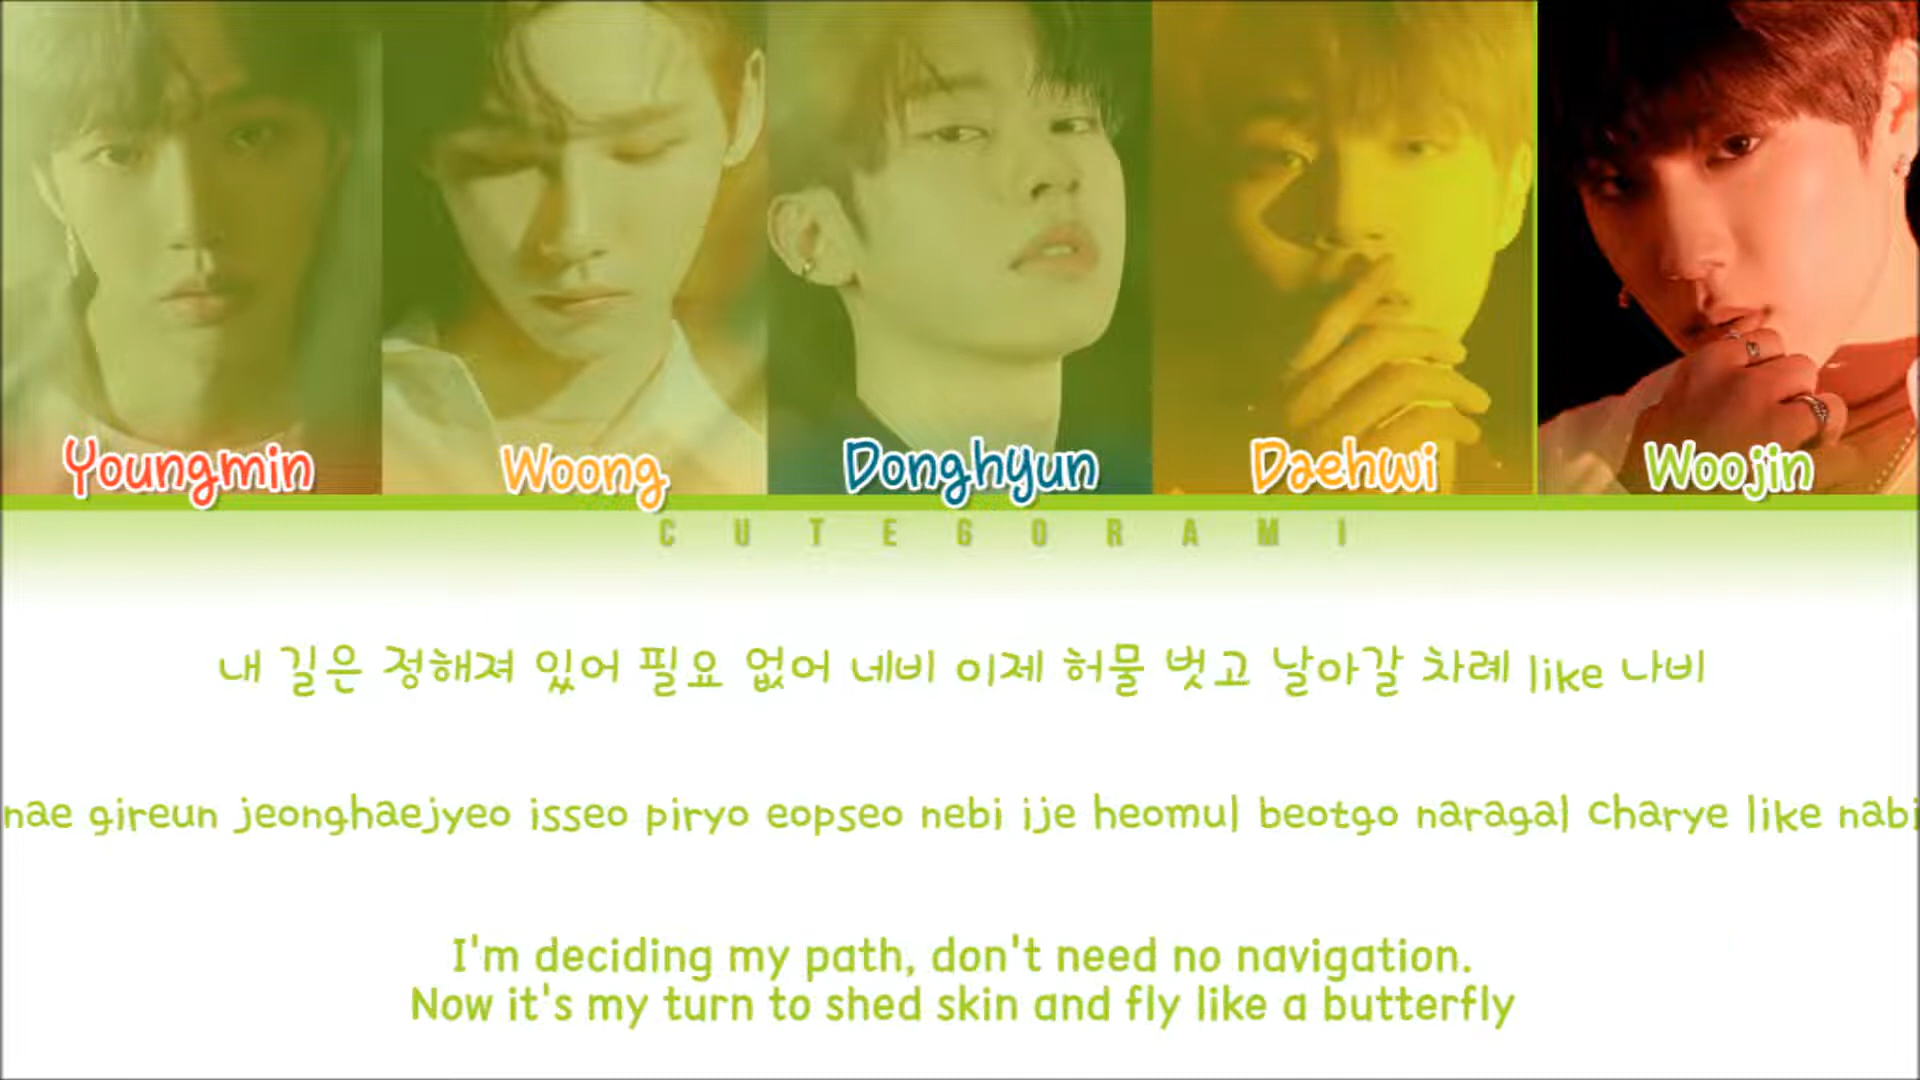 Youngmin
Woong
Donghyun
Daehwi
Woojin
CUTEGORAMI
내 길은 정해져 있어 필요 없어 네비 이제 허물 벗고 날아갈 차례 like 나비
nae gireun jeonghaejyeo isseo piryo eopseo nebi ije heomul beotgo naragal charye like nabi
I'm deciding my path, don't need no navigation.
Now it's my turn to shed skin and fly like a butterfly